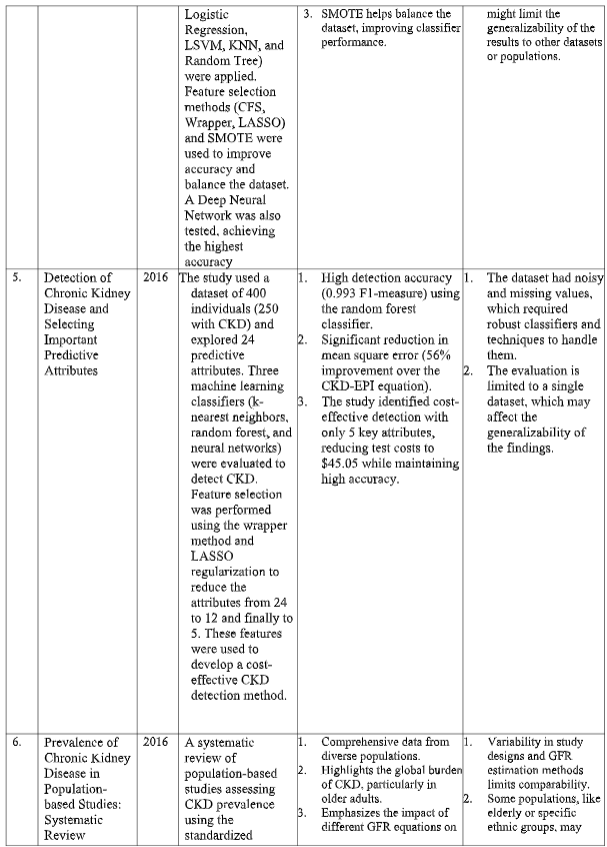 Logistic
Regression,
LSVM, KNN, and
Random Tree)
were applied.
Feature selection
methods (CFS,
Wrapper, LASSO)
and SMOTE were
used to improve
accuracy and
balance the dataset.
A Deep Neural
Network was also
tested, achieving
the highest
accuracy
3. SMOTE helps balance the
dataset, improving classifier
performance.
might limit the
generalizability of the
results to other datasets
or populations.
5.
Detection of
Chronic Kidney
Disease and
Selecting
Important
Predictive
Attributes
2016
The study used a
dataset of 400
individuals (250
with CKD) and
explored 24
predictive
attributes. Three
machine learning
classifiers (k-
nearest neighbors,
random forest, and
neural networks)
were evaluated to
detect CKD.
Feature selection
was performed
using the wrapper
method and
LASSO
regularization to
reduce the
attributes from 24
to 12 and finally to
5. These features
were used to
develop a cost-
effective CKD
detection method.
1. High detection accuracy
(0.993 F1-measure) using
the random forest
classifier.
2. Significant reduction in
mean square error (56%
improvement over the
CKD-EPI equation).
3. The study identified cost-
effective detection with
only 5 key attributes,
reducing test costs to
$45.05 while maintaining
high accuracy.
1. The dataset had noisy
and missing values,
which required
robust classifiers and
techniques to handle
them.
2. The evaluation is
limited to a single
dataset, which may
affect the
generalizability of
the findings.
6.
Prevalence of
Chronic Kidney
Disease in
Population-
based Studies:
Systematic
Review
2016
A systematic
review of
population-based
studies assessing
CKD prevalence
using the
standardized
1. Comprehensive data from
diverse populations.
2. Highlights the global burden
of CKD, particularly in
older adults.
3. Emphasizes the impact of
different GFR equations on
1. Variability in study
designs and GFR
estimation methods
limits comparability.
2. Some populations, like
elderly or specific
ethnic groups, may